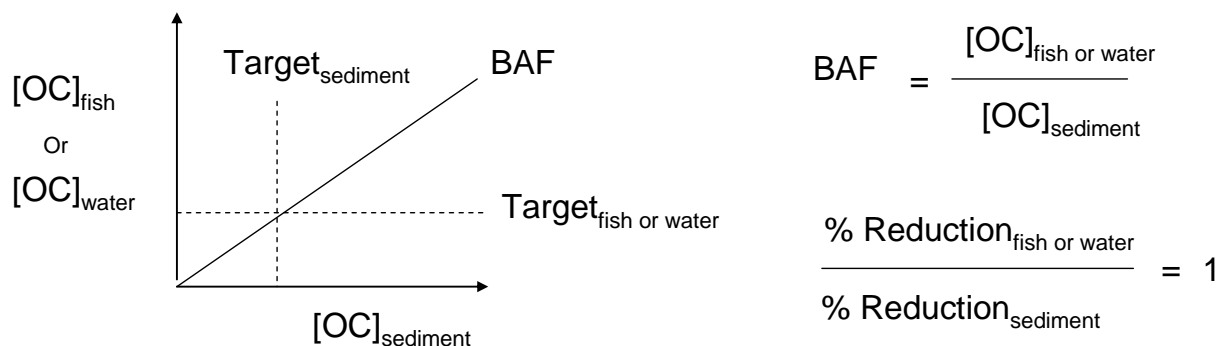 [OC]fish
Or
[OC]water
Targetsediment
BAF
Targetfish or water
[OC]sediment
BAF = [OC]fish or water
[OC]sediment
% Reductionfish or water
% Reductionsediment
= 1